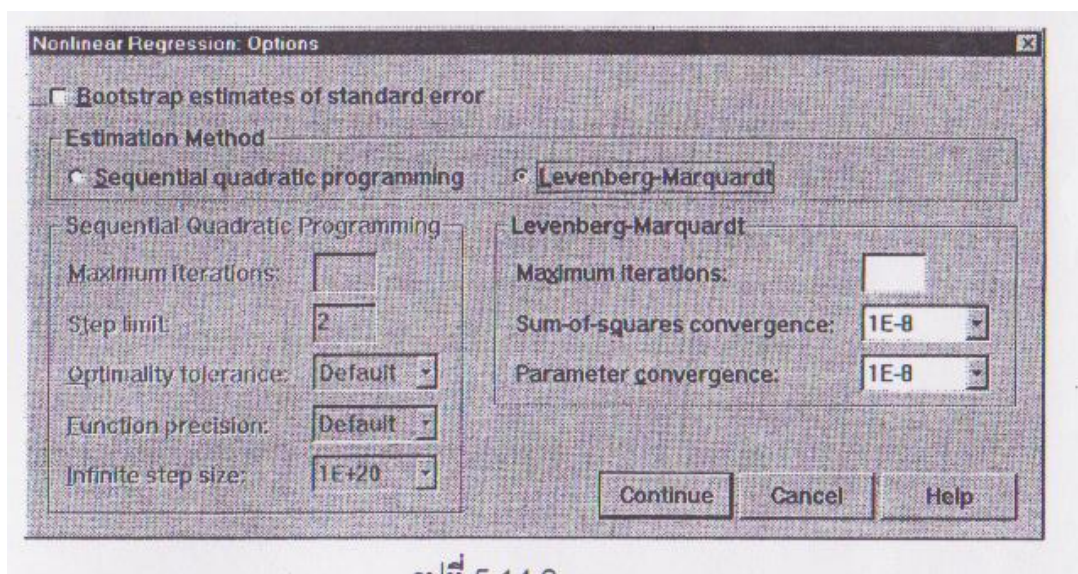 Nonlinear Regression: Options
Bootstrap estimates of standard error
Estimation Method
Sequential quadratic programming
Levenberg-Marquardt
Sequential Quadratic Programming
Maximum iterations:
Step limit: 2
Optimality tolerance: Default
Function precision: Default
Infinite step size: 1E+20
Levenberg-Marquardt
Maximum iterations:
Sum-of-squares convergence: 1E-8
Parameter convergence: 1E-8
Continue
Cancel
Help